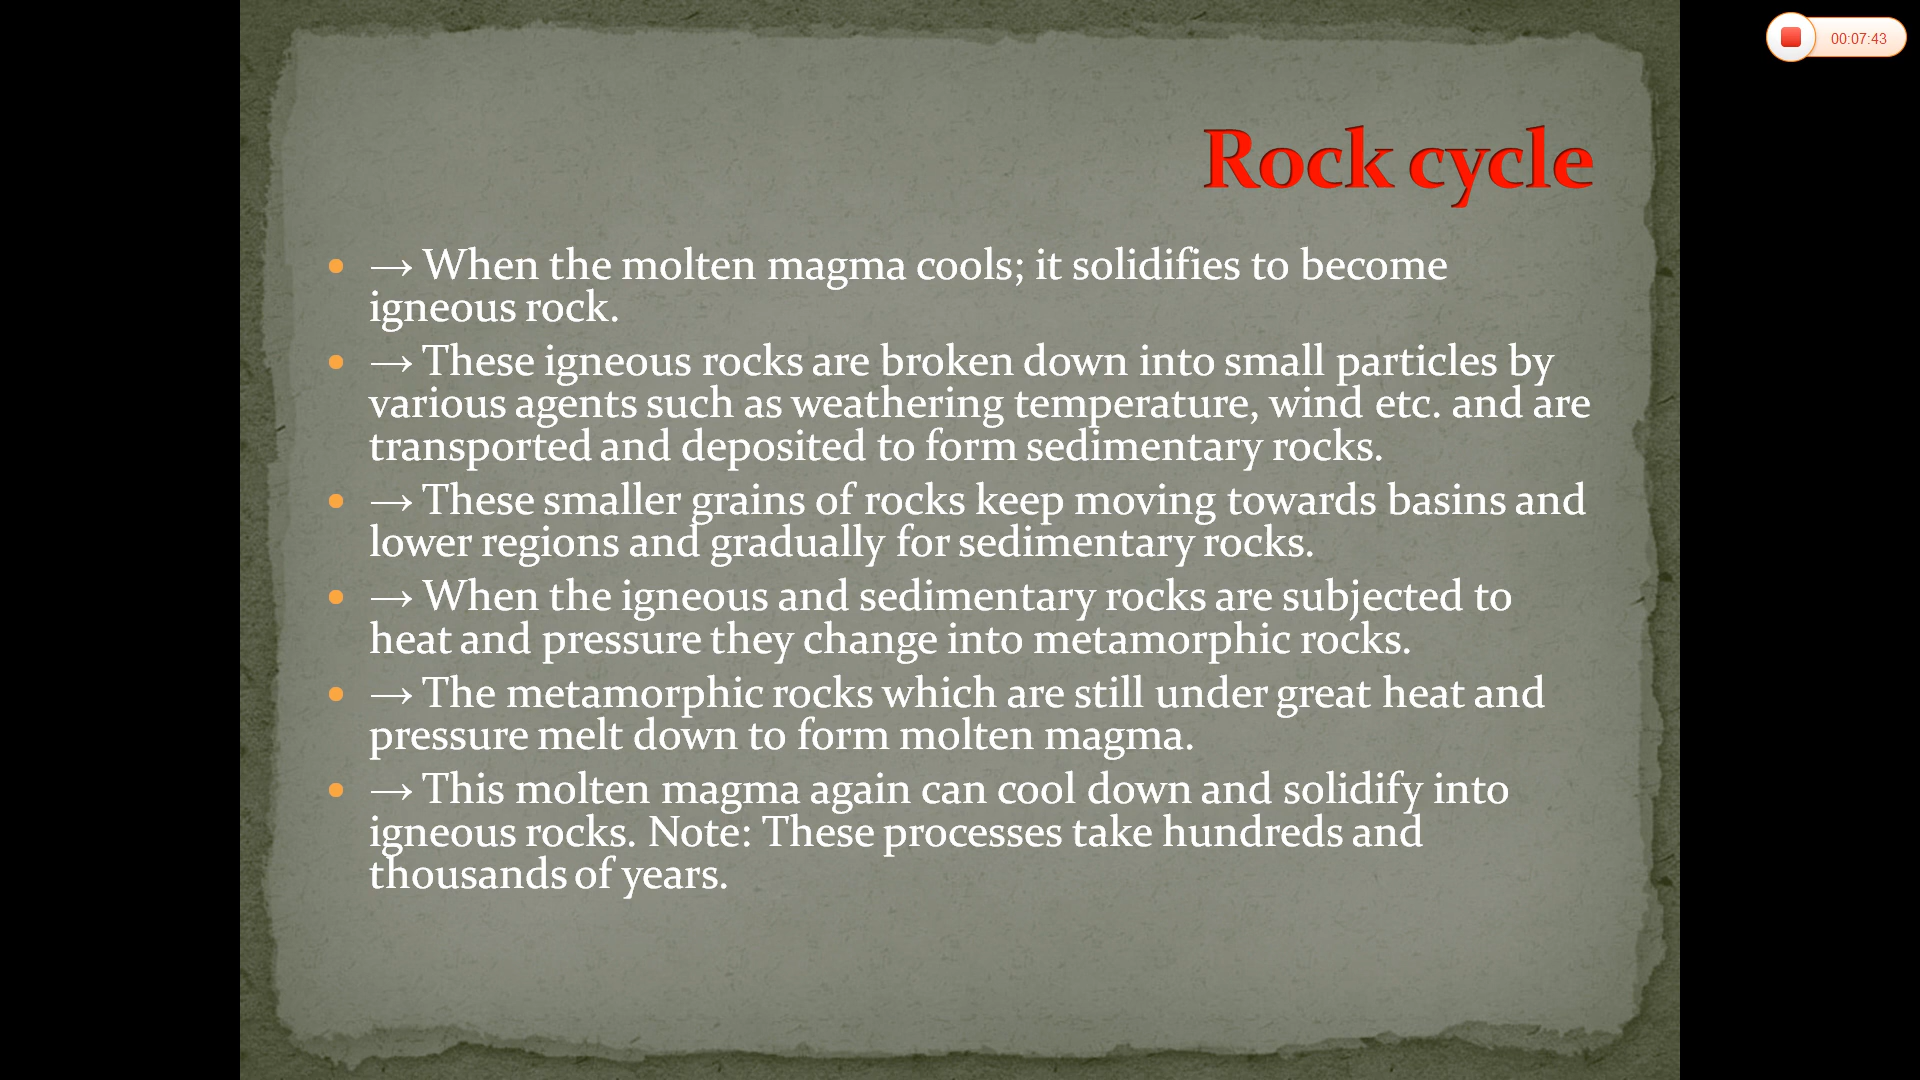 00:07:43
Rock cycle
• → When the molten magma cools; it solidifies to become
igneous rock.
• → These igneous rocks are broken down into small particles by
various agents such as weathering temperature, wind etc. and are
transported and deposited to form sedimentary rocks.
• → These smaller grains of rocks keep moving towards basins and
lower regions and gradually for sedimentary rocks.
• → When the igneous and sedimentary rocks are subjected to
heat and pressure they change into metamorphic rocks.
• → The metamorphic rocks which are still under great heat and
pressure melt down to form molten magma.
• → This molten magma again can cool down and solidify into
igneous rocks. Note: These processes take hundreds and
thousands of years.